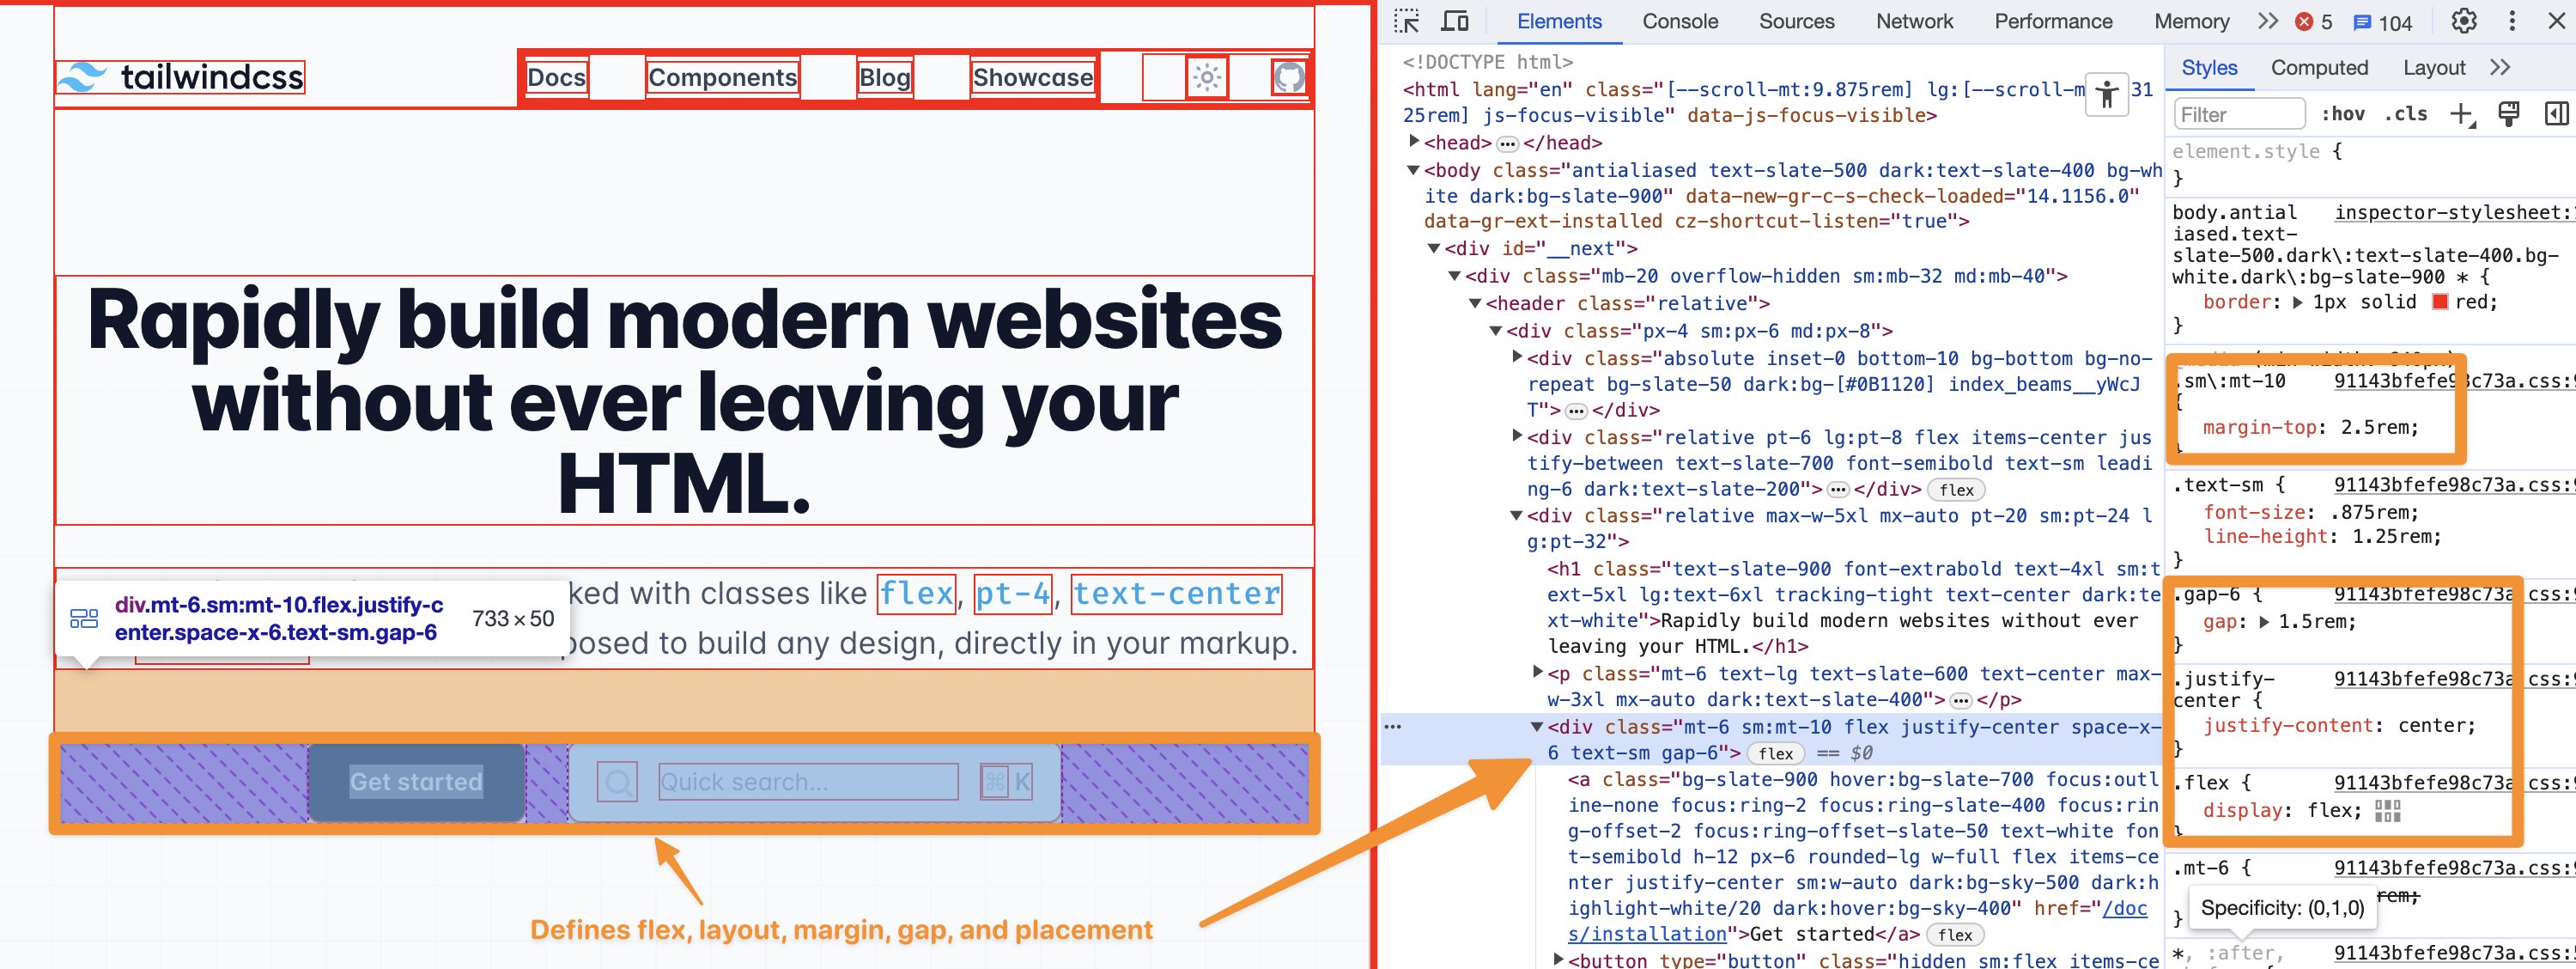 tailwindcss
Docs
Components
Blog
Showcase
Rapidly build modern websites
without ever leaving your
HTML.
ked with classes like flex, pt-4, text-center
posed to build any design, directly in your markup.
div.mt-6.sm:mt-10.flex.justify-c
enter.space-x-6.text-sm.gap-6
733 × 50
Get started
Quick search...
⌘ K
Defines flex, layout, margin, gap, and placement
Elements
Console
Sources
Network
Performance
Memory
5
104
<!DOCTYPE html>
<html lang="en" class="[--scroll-mt:9.875rem] lg:[--scroll-m 31
25rem] js-focus-visible" data-js-focus-visible>
<head> ••• </head>
<body class="antialiased text-slate-500 dark:text-slate-400 bg-wh
ite dark:bg-slate-900" data-new-gr-c-s-check-loaded="14.1156.0"
data-gr-ext-installed cz-shortcut-listen="true">
<div id="__next">
<div class="mb-20 overflow-hidden sm:mb-32 md:mb-40">
<header class="relative">
<div class="px-4 sm:px-6 md:px-8">
<div class="absolute inset-0 bottom-10 bg-bottom bg-no-
repeat bg-slate-50 dark:bg-[#0B1120] index_beams__yWcJ
T"> ••• </div>
<div class="relative pt-6 lg:pt-8 flex items-center jus
tify-between text-slate-700 font-semibold text-sm leadi
ng-6 dark:text-slate-200"> ••• </div> flex
<div class="relative max-w-5xl mx-auto pt-20 sm:pt-24 l
g:pt-32">
<h1 class="text-slate-900 font-extrabold text-4xl sm:t
ext-5xl lg:text-6xl tracking-tight text-center dark:te
xt-white">Rapidly build modern websites without ever
leaving your HTML.</h1>
<p class="mt-6 text-lg text-slate-600 text-center max-
w-3xl mx-auto dark:text-slate-400"> ••• </p>
<div class="mt-6 sm:mt-10 flex justify-center space-x-
6 text-sm gap-6"> flex == $0
<a class="bg-slate-900 hover:bg-slate-700 focus:outl
ine-none focus:ring-2 focus:ring-slate-400 focus:rin
g-offset-2 focus:ring-offset-slate-50 text-white fon
t-semibold h-12 px-6 rounded-lg w-full flex items-ce
nter justify-center sm:w-auto dark:bg-sky-500 dark:h
ighlight-white/20 dark:hover:bg-sky-400" href="/doc
s/installation">Get started</a> flex
<button type="button" class="hidden sm:flex items-ce
Styles
Computed
Layout
Filter
:hov .cls
element.style {
}
body.antial inspector-stylesheet:
iased.text-
slate-500.dark\:text-slate-400.bg-
white.dark\:bg-slate-900 * {
border: 1px solid red;
}
.sm\:mt-10 91143bfefe98c73a.css:
{
margin-top: 2.5rem;
}
.text-sm { 91143bfefe98c73a.css:
font-size: .875rem;
line-height: 1.25rem;
}
.gap-6 { 91143bfefe98c73a.css:
gap: 1.5rem;
}
.justify- 91143bfefe98c73a.css:
center {
justify-content: center;
}
.flex { 91143bfefe98c73a.css:
display: flex;
}
.mt-6 { 91143bfefe98c73a.css:
rem;
}
Specificity: (0,1,0)
*, :after, 91143bfefe98c73a.css: